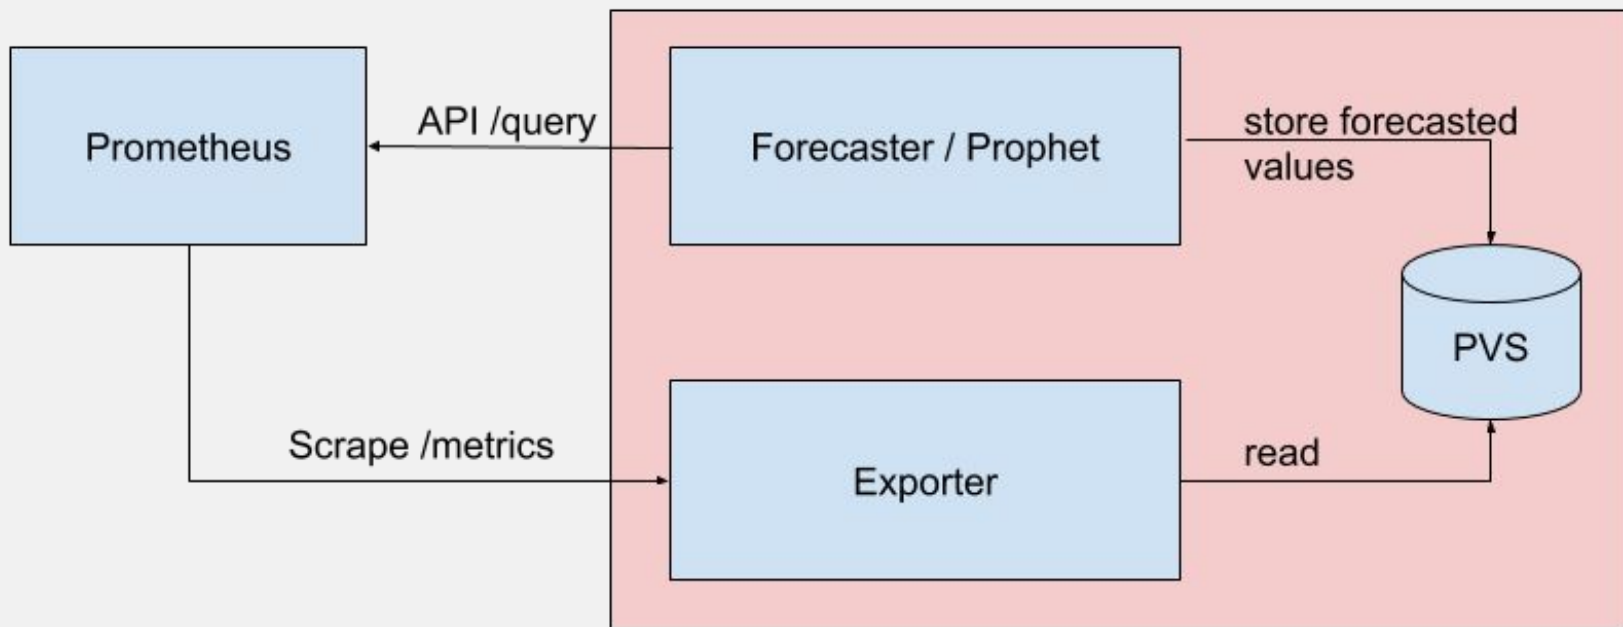 Prometheus
API /query
Forecaster / Prophet
store forecasted
values
PVS
Scrape /metrics
Exporter
read